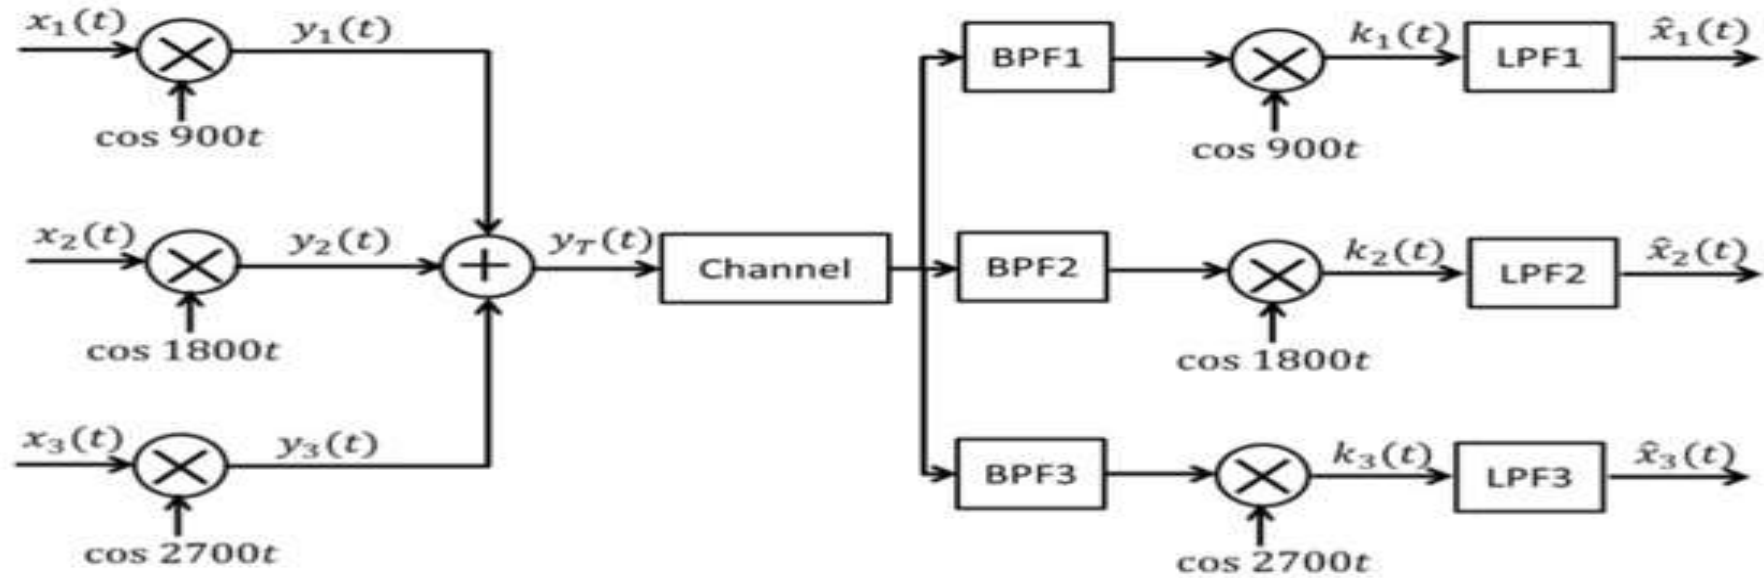 x₁(t) y₁(t) BPF1 k₁(t) LPF1 x̂₁(t)
cos 900t cos 900t
x₂(t) y₂(t) + y_T(t) Channel BPF2 k₂(t) LPF2 x̂₂(t)
cos 1800t cos 1800t
x₃(t) y₃(t) BPF3 k₃(t) LPF3 x̂₃(t)
cos 2700t cos 2700t